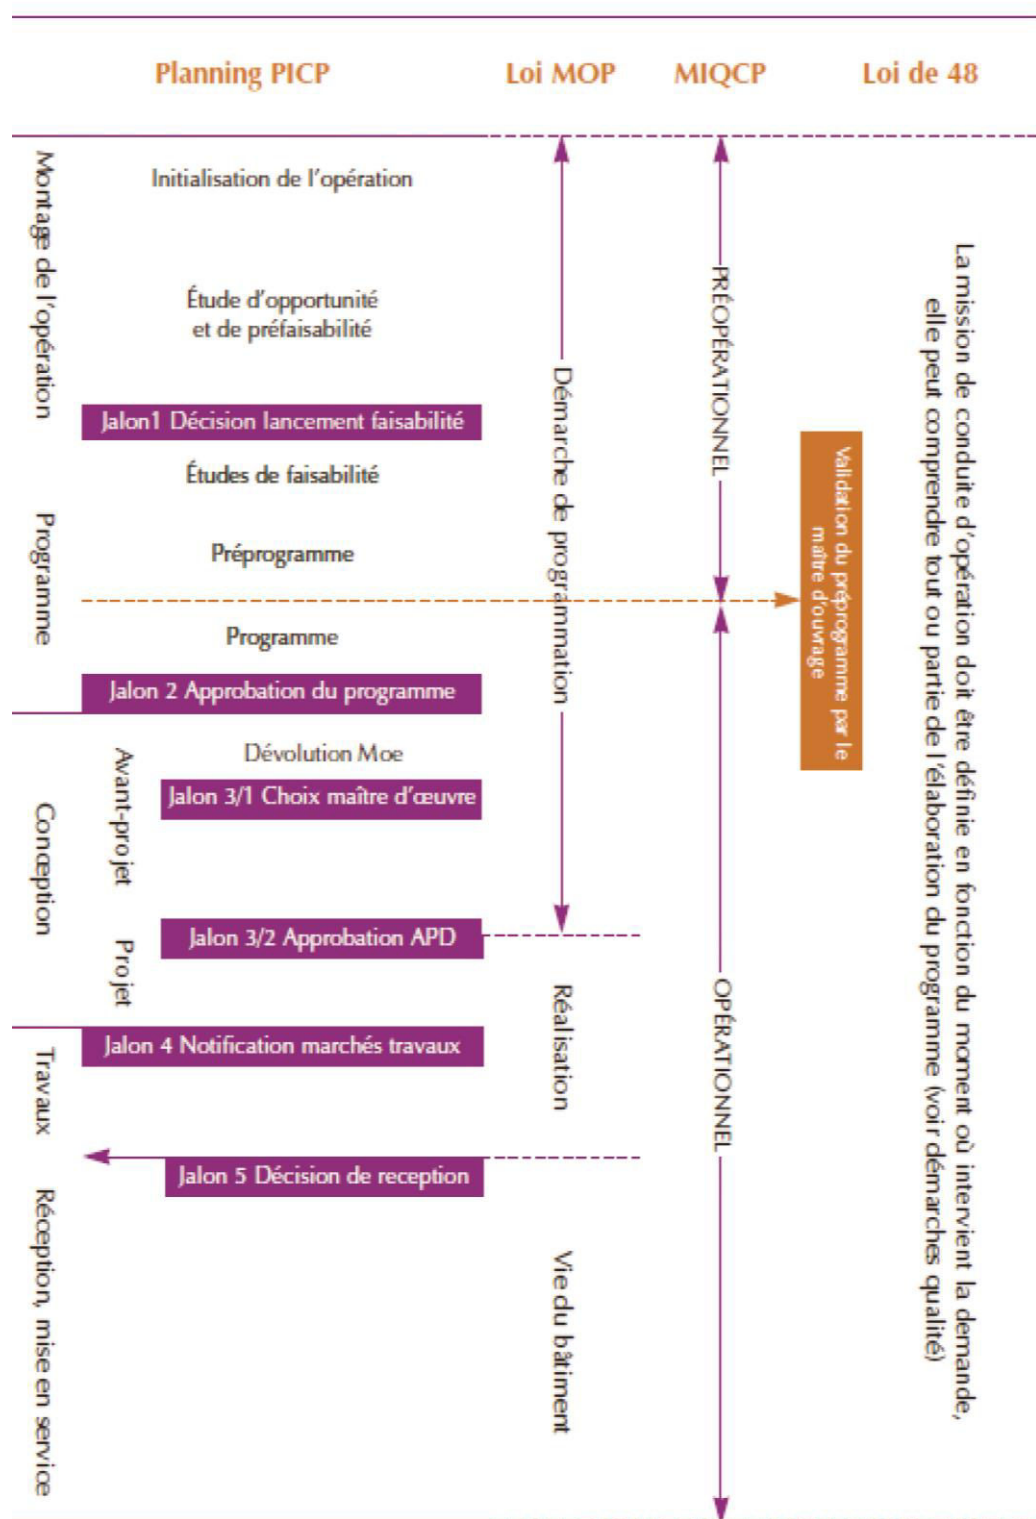 Planning PICP
Loi MOP
MIQCP
Loi de 48
Montage de l'opération
Initialisation de l'opération
Étude d'opportunité
et de préfaisabilité
Jalon1 Décision lancement faisabilité
Programme
Études de faisabilité
Préprogramme
Programme
Jalon 2 Approbation du programme
Conception
Avant-projet
Dévolution Moe
Jalon 3/1 Choix maître d'œuvre
Projet
Jalon 3/2 Approbation APD
Jalon 4 Notification marchés travaux
Travaux
Jalon 5 Décision de reception
Réception, mise en service
Démarche de programmation
Réalisation
Vie du bâtiment
PRÉOPÉRATIONNEL
OPÉRATIONNEL
Validation du préprogramme par le
maître d'ouvrage
La mission de conduite d'opération doit être définie en fonction du moment où intervient la demande,
elle peut comprendre tout ou partie de l'élaboration du programme (voir démarches qualité)